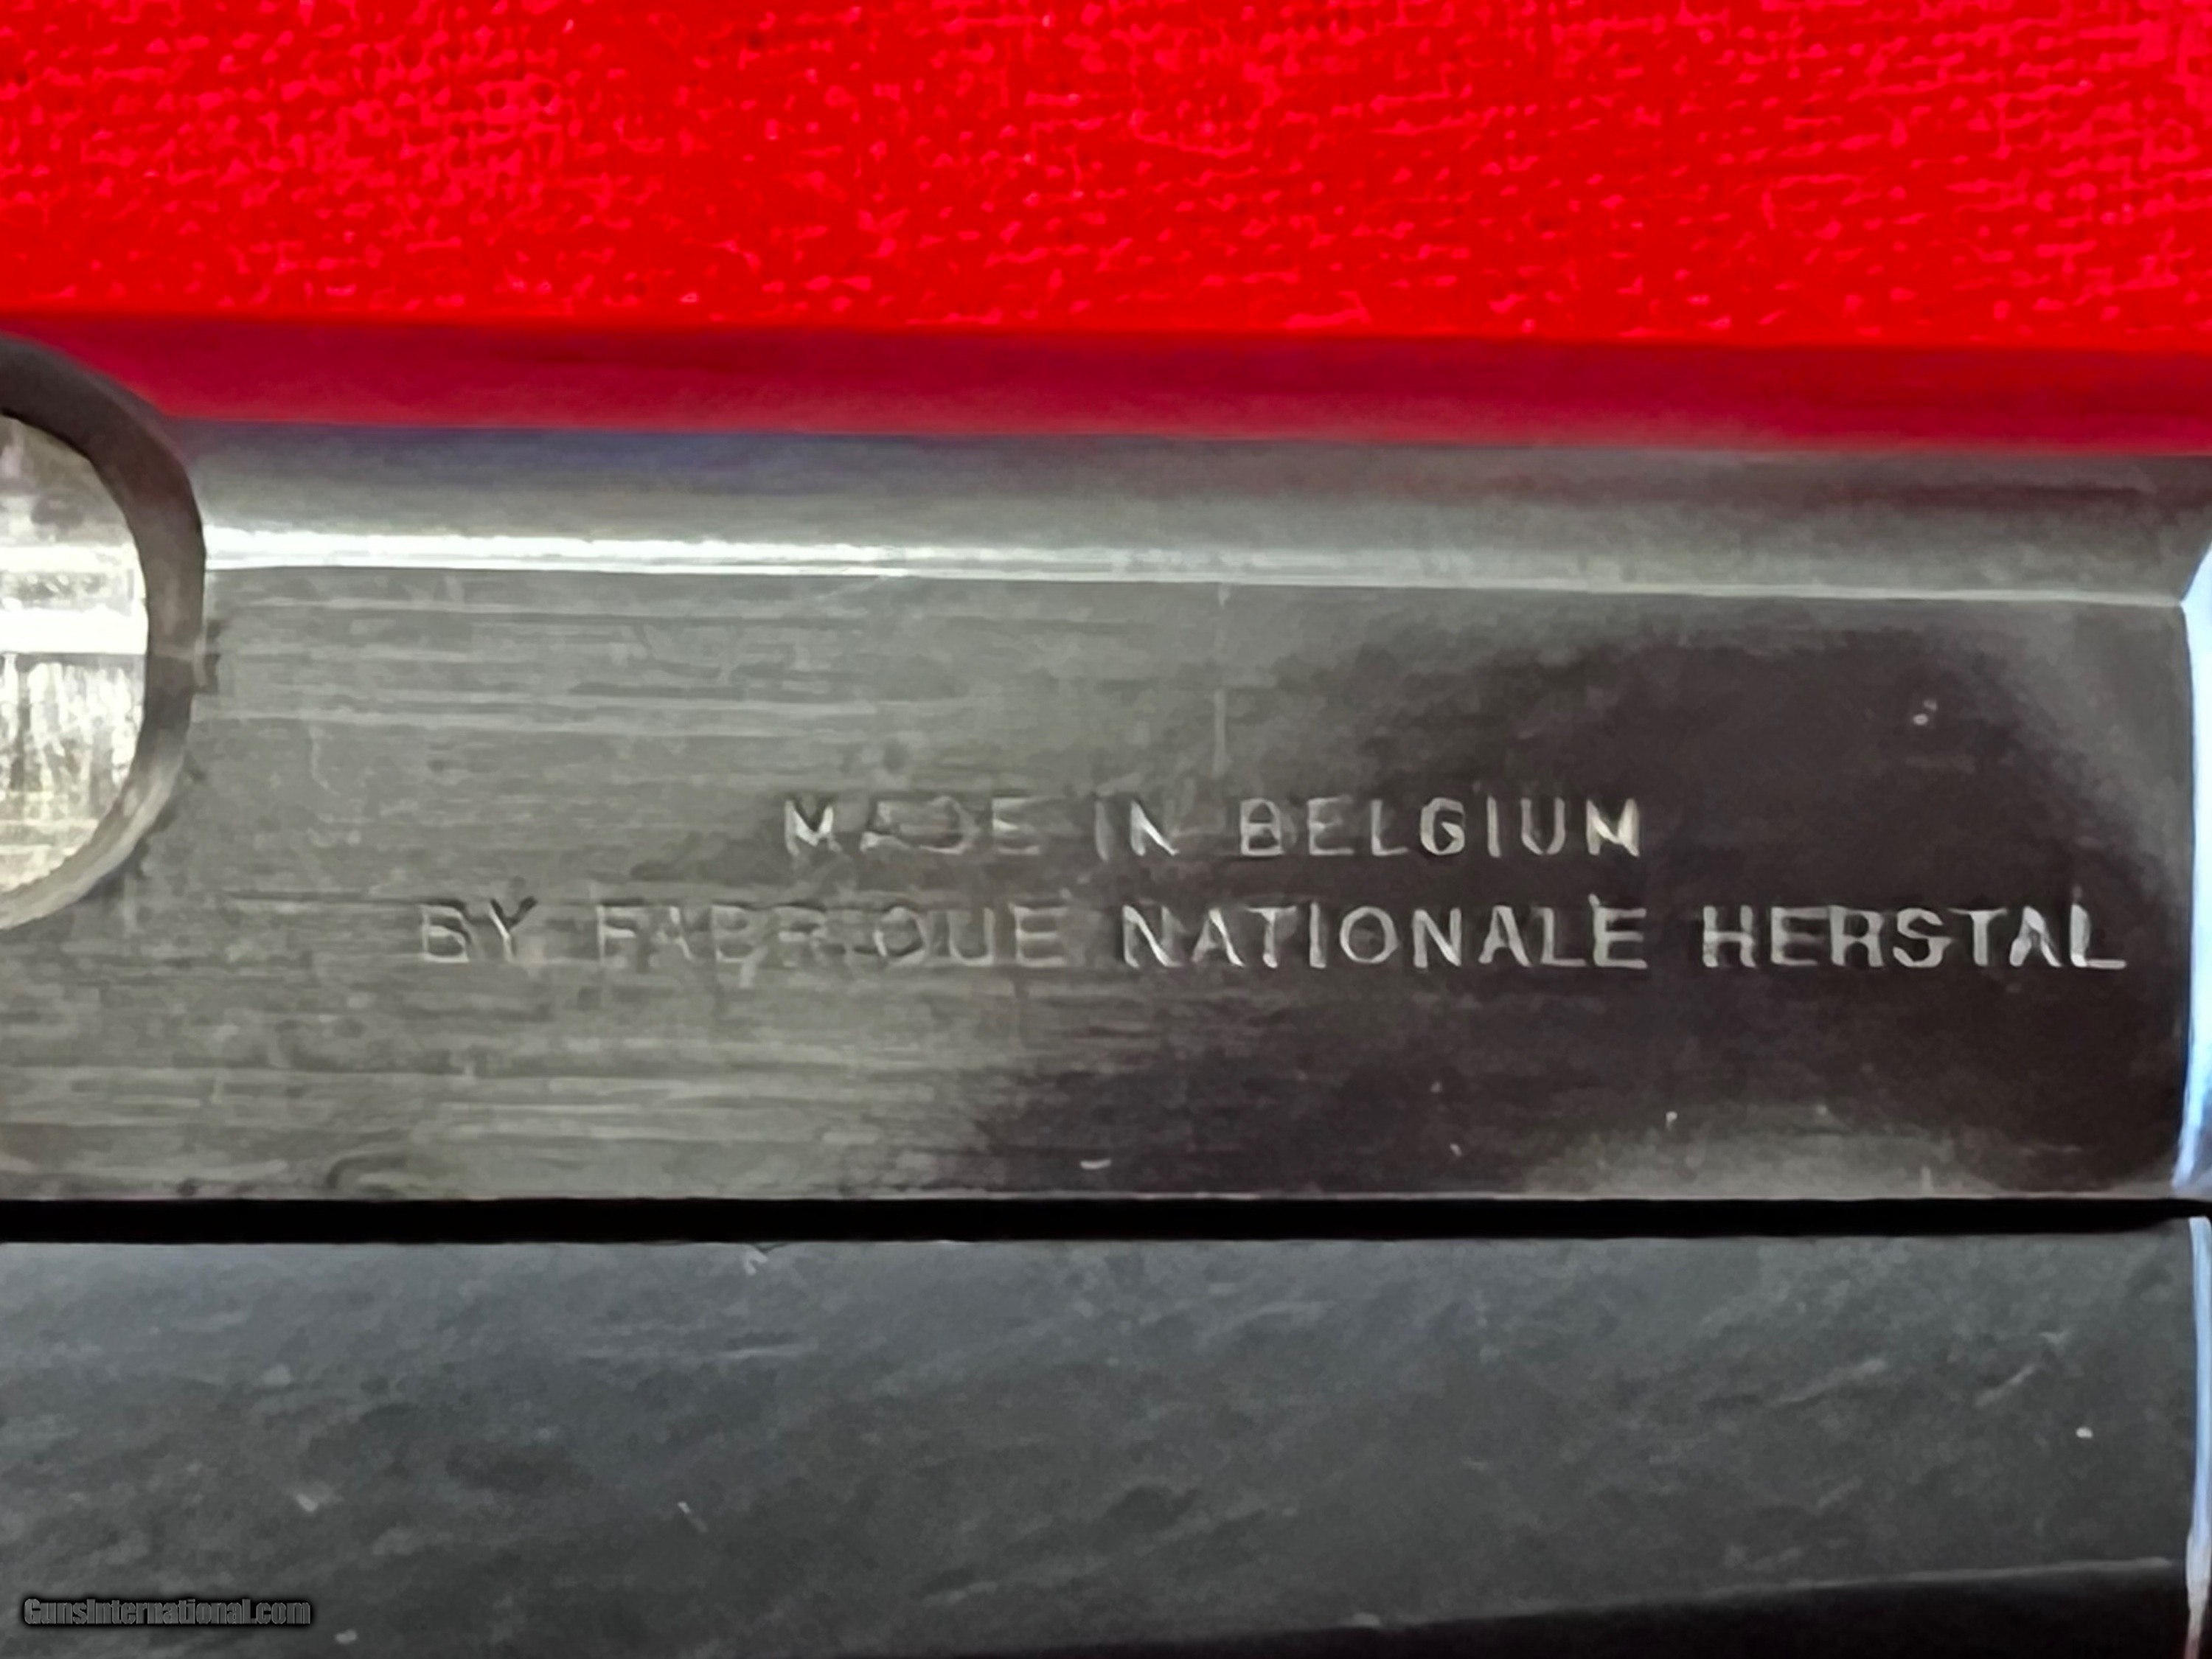 MADE IN BELGIUM
BY FABRIQUE NATIONALE HERSTAL
GunsInternational.com